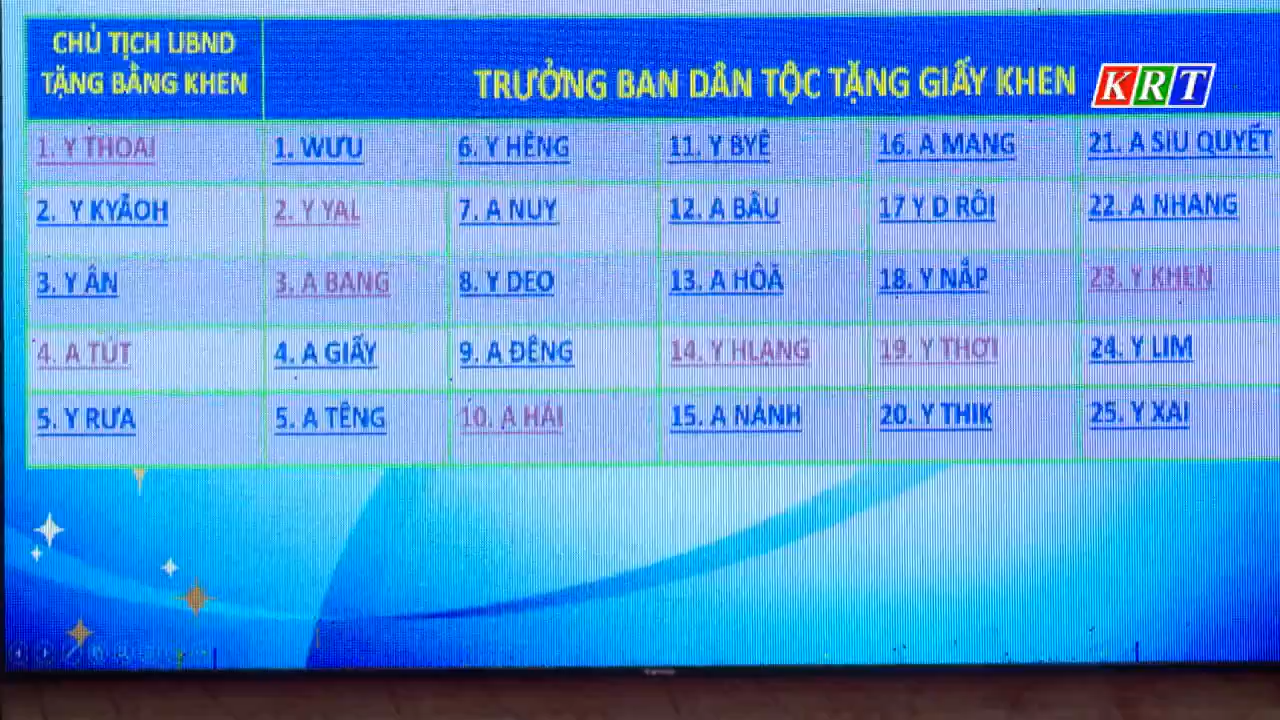 CHỦ TỊCH UBND
TẶNG BẰNG KHEN
TRƯỞNG BAN DÂN TỘC TẶNG GIẤY KHEN
KRT
1. Y THOAI
1. WƯU
6. Y HÊNG
11. Y BYÊ
16. A MANG
21. A SIU QUYẾT
2. Y KYĂOH
2. Y YAL
7. A NUY
12. A BÂU
17 Y D RÔI
22. A NHANG
3. Y ÂN
3. A BANG
8. Y DEO
13. A HÔĂ
18. Y NẮP
23. Y KHEN
4. A TÚT
4. A GIẤY
9. A ĐÊNG
14. Y HLANG
19. Y THƠI
24. Y LIM
5. Y RƯA
5. A TÊNG
10. A HÁI
15. A NẢNH
20. Y THIK
25. Y XAI